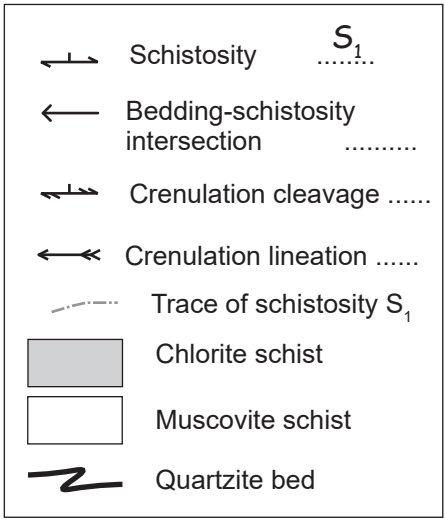 Schistosity S₁ ........
Bedding-schistosity
intersection ..........
Crenulation cleavage ......
Crenulation lineation ......
Trace of schistosity S₁
Chlorite schist
Muscovite schist
Quartzite bed